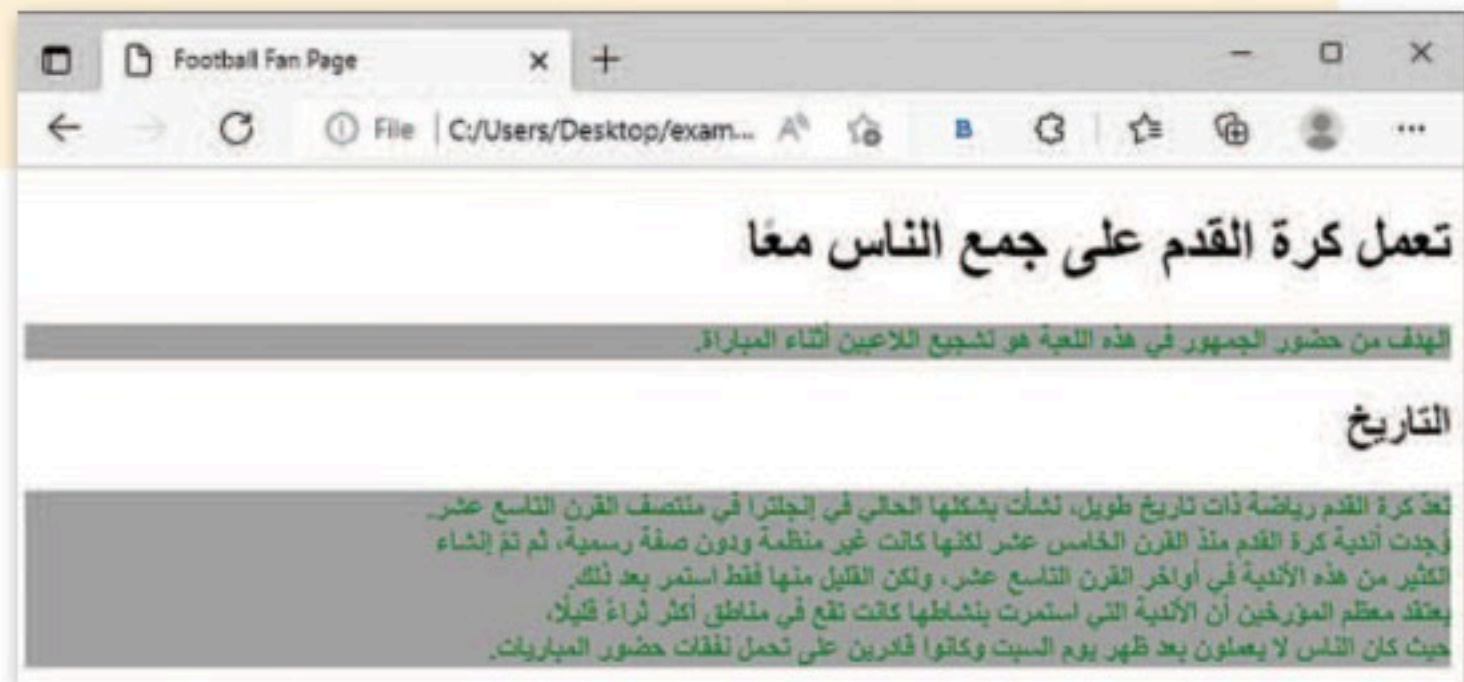 Football Fan Page
File C:/Users/Desktop/exam...
تعمل كرة القدم على جمع الناس معًا
الهدف من حضور الجمهور في هذه اللعبة هو تشجيع اللاعبين أثناء المباراة.
التاريخ
تعدّ كرة القدم رياضة ذات تاريخ طويل، نشأت بشكلها الحالي في إنجلترا في منتصف القرن التاسع عشر.
وُجدت أندية كرة القدم منذ القرن الخامس عشر لكنها كانت غير منظمة ودون صفة رسمية، ثم تمّ إنشاء
الكثير من هذه الأندية في أواخر القرن التاسع عشر، ولكن القليل منها فقط استمر بعد ذلك.
يعتقد معظم المؤرخين أن الأندية التي استمرت بنشاطها كانت تقع في مناطق أكثر ثراءً قليلًا،
حيث كان الناس لا يعملون بعد ظهر يوم السبت وكانوا قادرين على تحمل نفقات حضور المباريات.